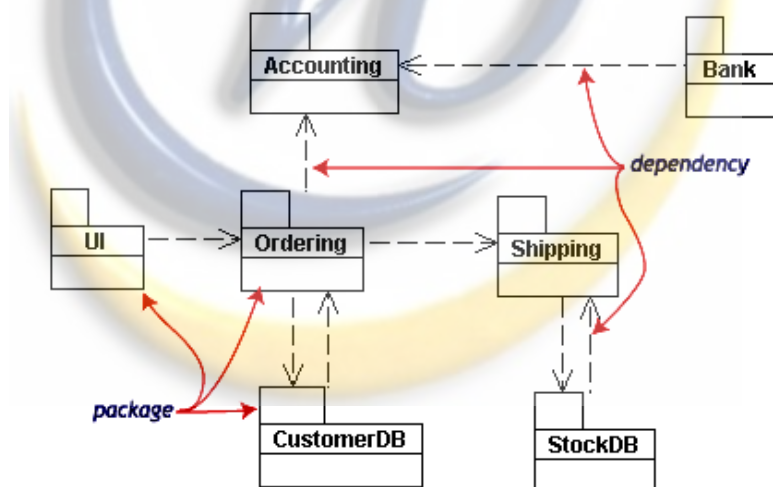 Accounting
Bank
dependency
UI
Ordering
Shipping
package
CustomerDB
StockDB